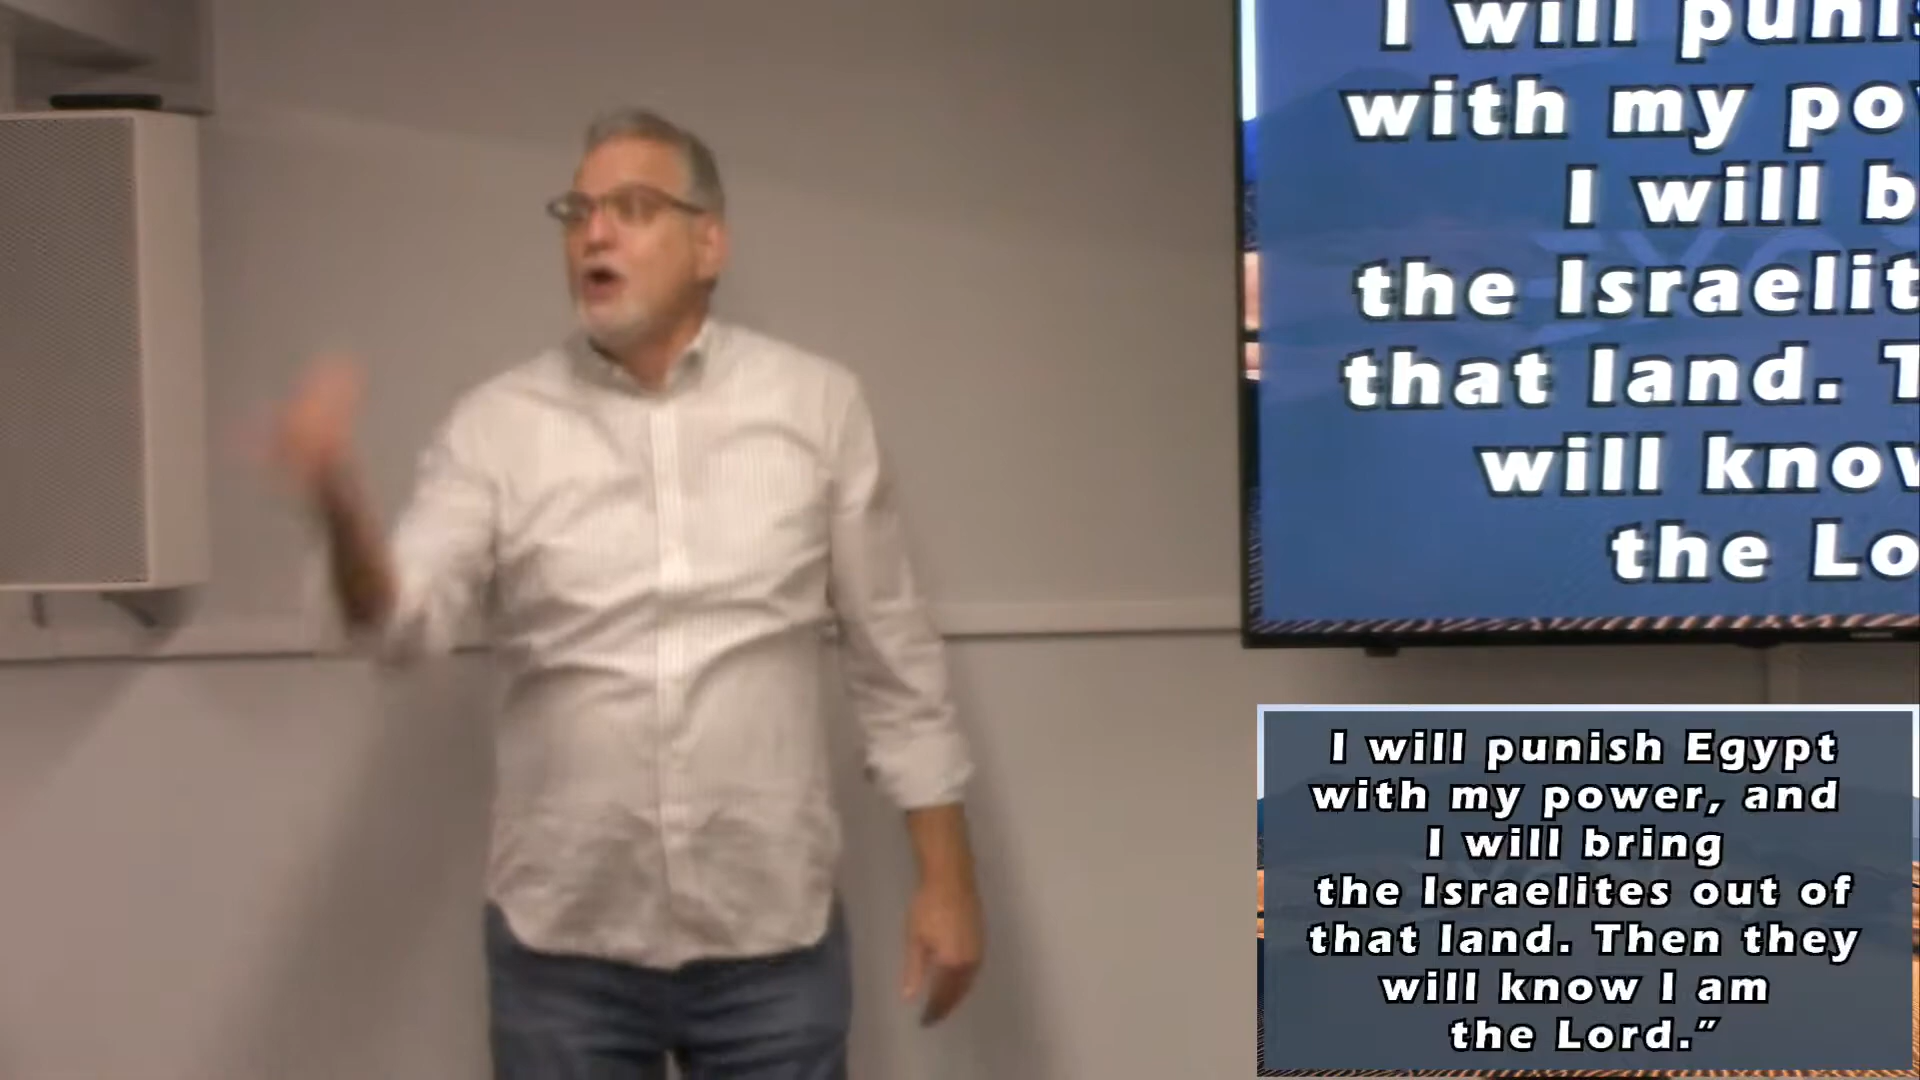 I will punis
with my po
I will b
the Israelit
that land. T
will know
the Lo
I will punish Egypt
with my power, and
I will bring
the Israelites out of
that land. Then they
will know I am
the Lord.”